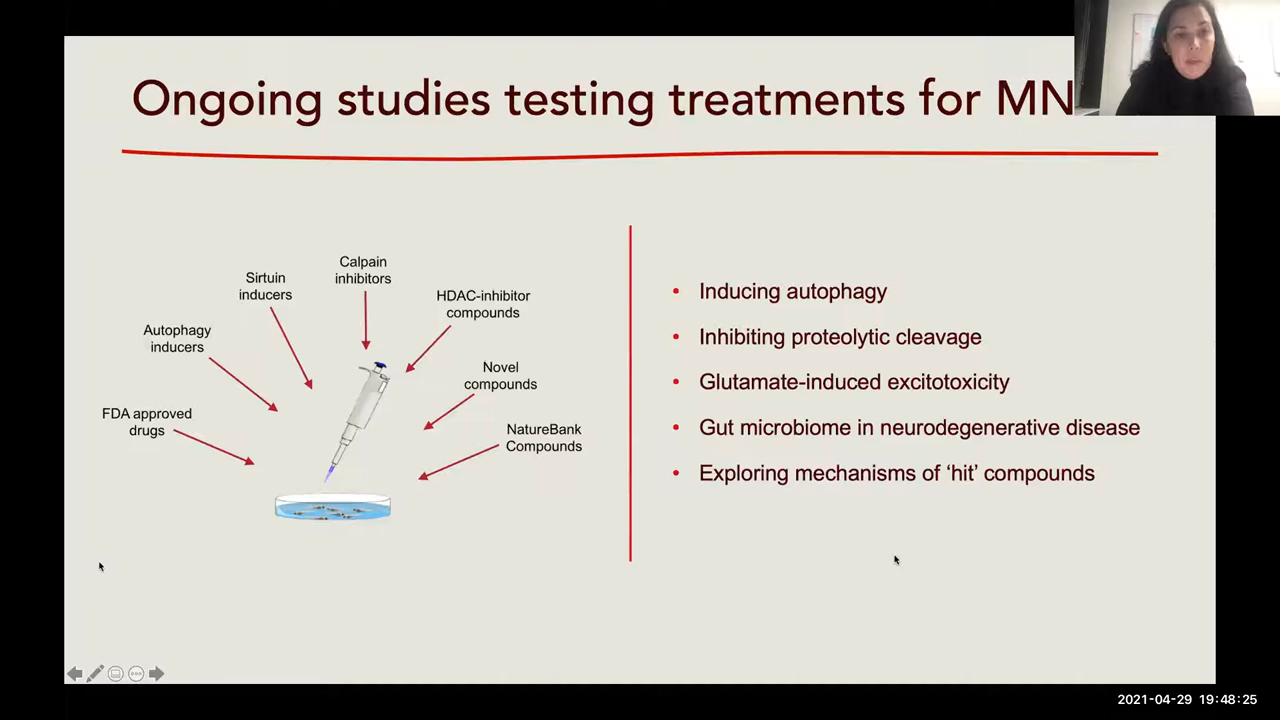 Ongoing studies testing treatments for MN
Calpain
inhibitors
Sirtuin
inducers
HDAC-inhibitor
compounds
Autophagy
inducers
Novel
compounds
FDA approved
drugs
NatureBank
Compounds
• Inducing autophagy
• Inhibiting proteolytic cleavage
• Glutamate-induced excitotoxicity
• Gut microbiome in neurodegenerative disease
• Exploring mechanisms of ‘hit’ compounds
2021-04-29 19:48:25